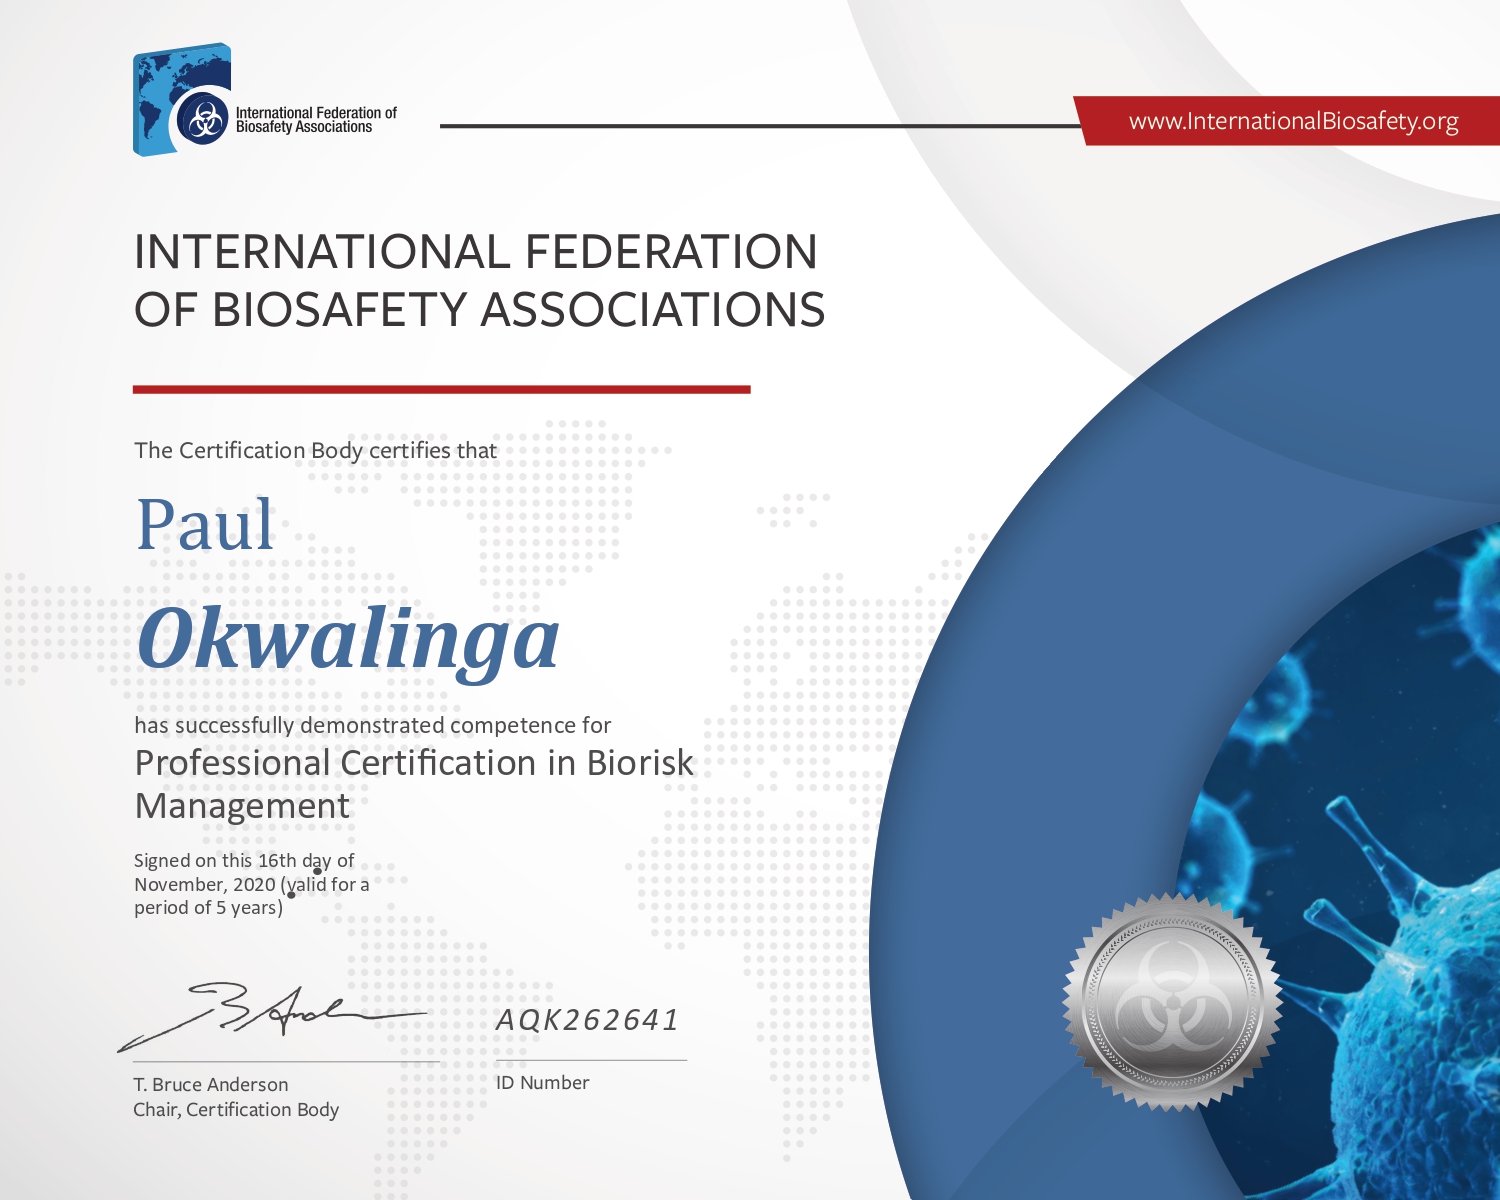 International Federation of
Biosafety Associations
www.InternationalBiosafety.org
INTERNATIONAL FEDERATION
OF BIOSAFETY ASSOCIATIONS
The Certification Body certifies that
Paul
Okwalinga
has successfully demonstrated competence for
Professional Certification in Biorisk
Management
Signed on this 16th day of
November, 2020 (valid for a
period of 5 years)
AQK262641
T. Bruce Anderson
Chair, Certification Body
ID Number